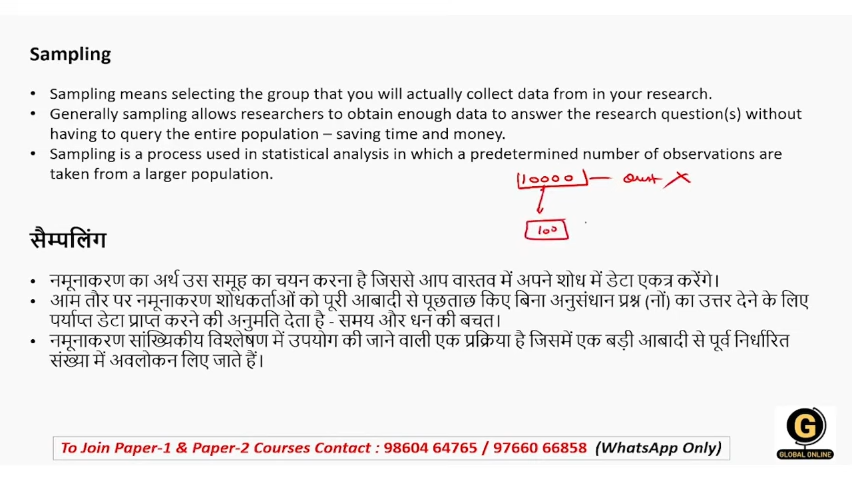 Sampling
• Sampling means selecting the group that you will actually collect data from in your research.
• Generally sampling allows researchers to obtain enough data to answer the research question(s) without
having to query the entire population – saving time and money.
• Sampling is a process used in statistical analysis in which a predetermined number of observations are
taken from a larger population.
10000
100
सैम्पलिंग
• नमूनाकरण का अर्थ उस समूह का चयन करना है जिससे आप वास्तव में अपने शोध में डेटा एकत्र करेंगे।
• आम तौर पर नमूनाकरण शोधकर्ताओं को पूरी आबादी से पूछताछ किए बिना अनुसंधान प्रश्न (नों) का उत्तर देने के लिए
पर्याप्त डेटा प्राप्त करने की अनुमति देता है - समय और धन की बचत।
• नमूनाकरण सांख्यिकीय विश्लेषण में उपयोग की जाने वाली एक प्रक्रिया है जिसमें एक बड़ी आबादी से पूर्व निर्धारित
संख्या में अवलोकन लिए जाते हैं।
To Join Paper-1 & Paper-2 Courses Contact : 98604 64765 / 97660 66858 (WhatsApp Only)
G
GLOBAL ONLINE